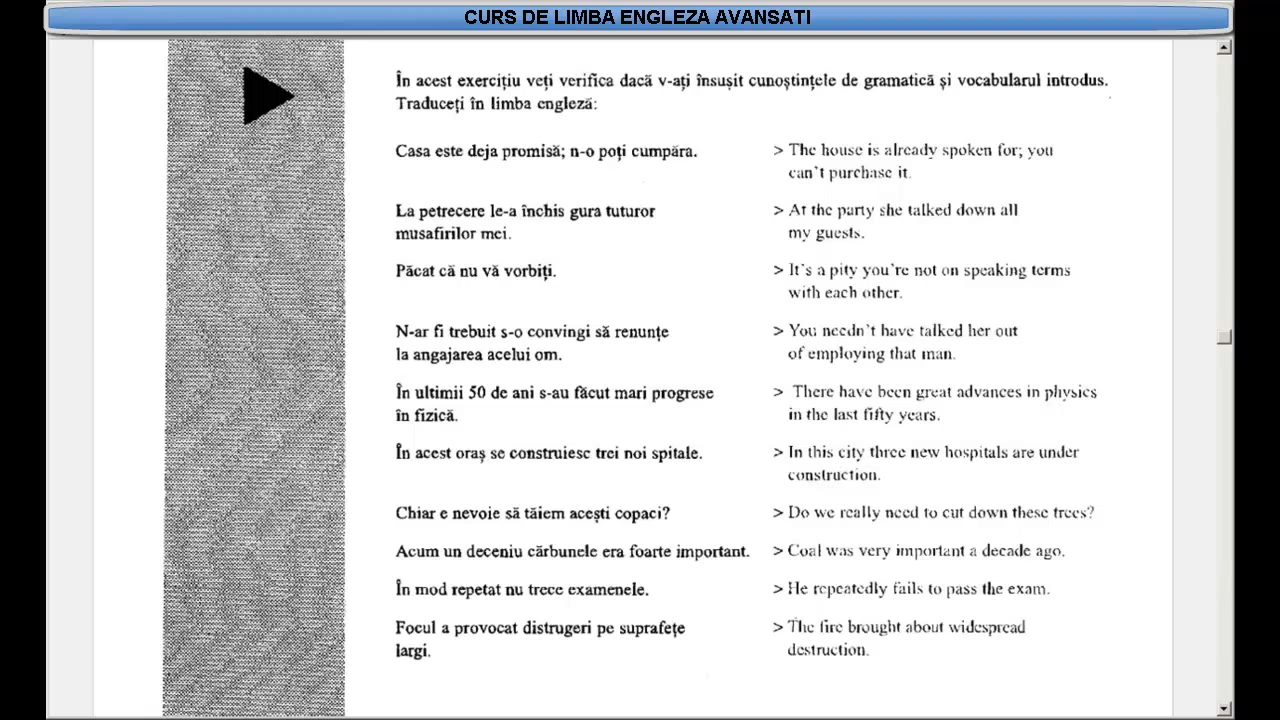 CURS DE LIMBA ENGLEZA AVANSATI
În acest exercițiu veți verifica dacă v-ați însușit cunoștințele de gramatică și vocabularul introdus.
Traduceți în limba engleză:
Casa este deja promisă; n-o poți cumpăra.
> The house is already spoken for; you
can't purchase it.
La petrecere le-a închis gura tuturor
musafirilor mei.
> At the party she talked down all
my guests.
Păcat că nu vă vorbiți.
> It's a pity you're not on speaking terms
with each other.
N-ar fi trebuit s-o convingi să renunțe
la angajarea acelui om.
> You needn't have talked her out
of employing that man.
În ultimii 50 de ani s-au făcut mari progrese
în fizică.
> There have been great advances in physics
in the last fifty years.
În acest oraș se construiesc trei noi spitale.
> In this city three new hospitals are under
construction.
Chiar e nevoie să tăiem acești copaci?
> Do we really need to cut down these trees?
Acum un deceniu cărbunele era foarte important.
> Coal was very important a decade ago.
În mod repetat nu trece examenele.
> He repeatedly fails to pass the exam.
Focul a provocat distrugeri pe suprafețe
largi.
> The fire brought about widespread
destruction.